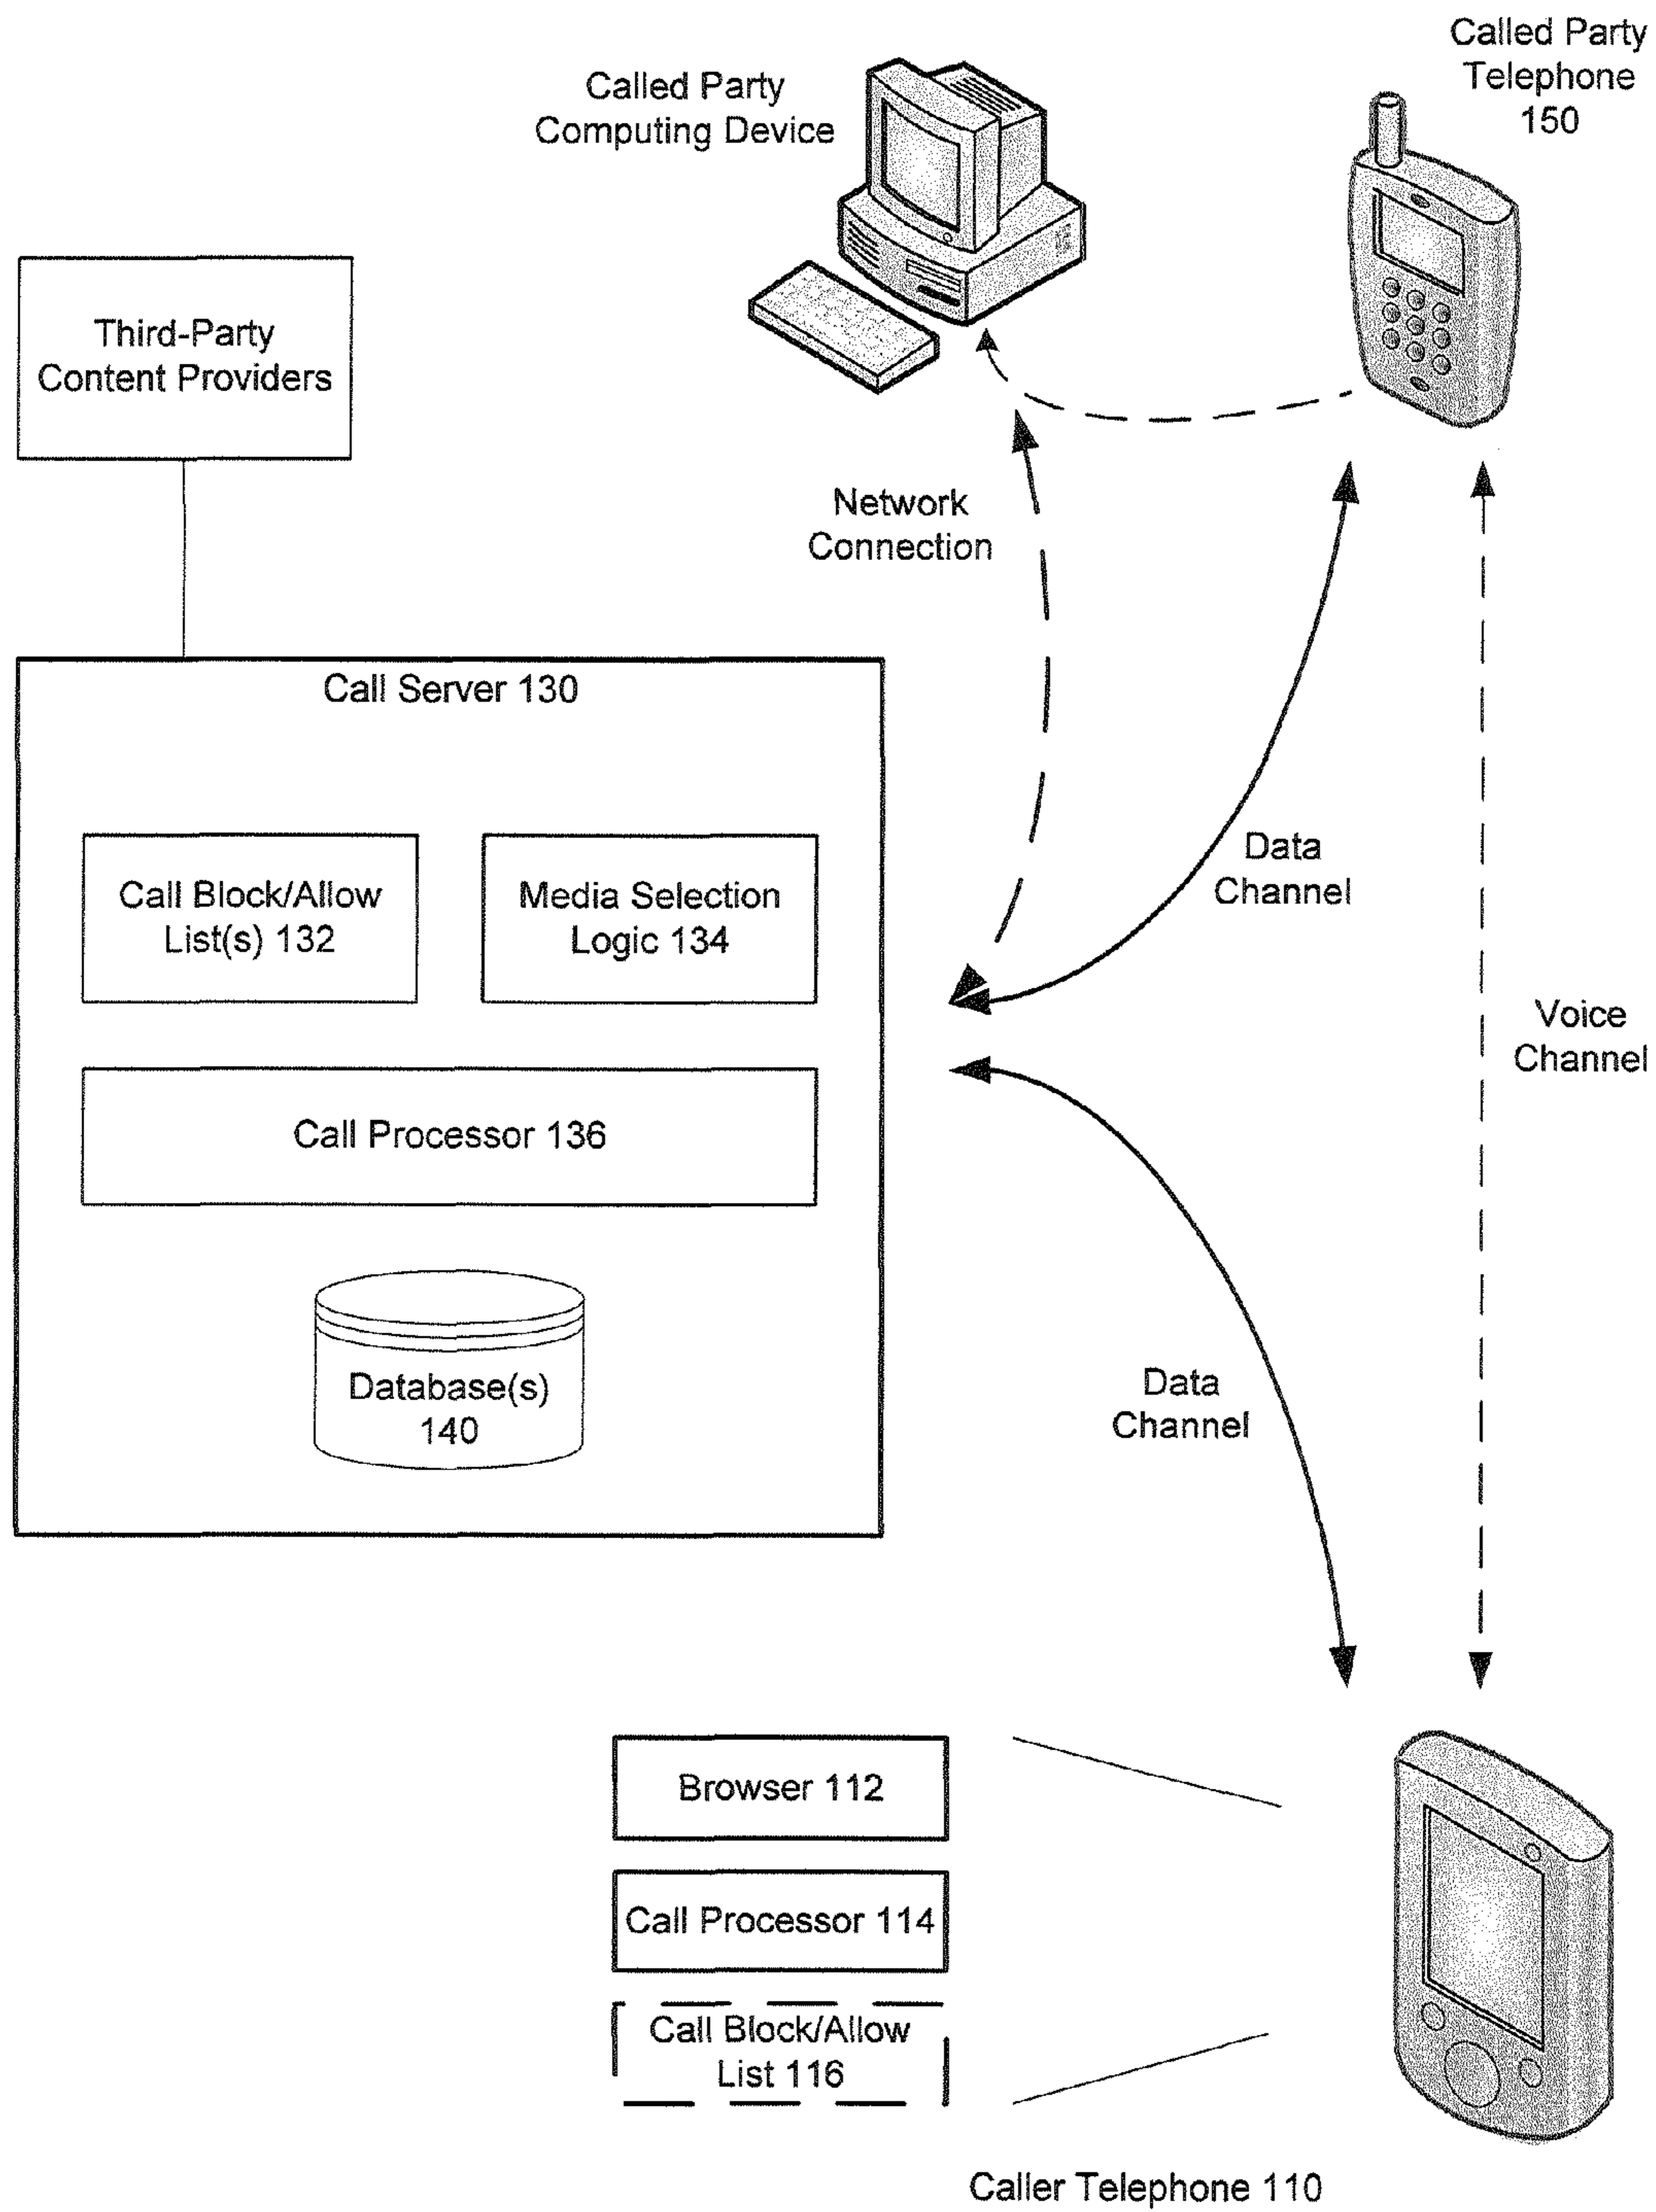 Called Party
Telephone
150
Called Party
Computing Device
Third-Party
Content Providers
Network
Connection
Call Server 130
Call Block/Allow
List(s) 132
Media Selection
Logic 134
Data
Channel
Voice
Channel
Call Processor 136
Database(s)
140
Data
Channel
Browser 112
Call Processor 114
Call Block/Allow
List 116
Caller Telephone 110